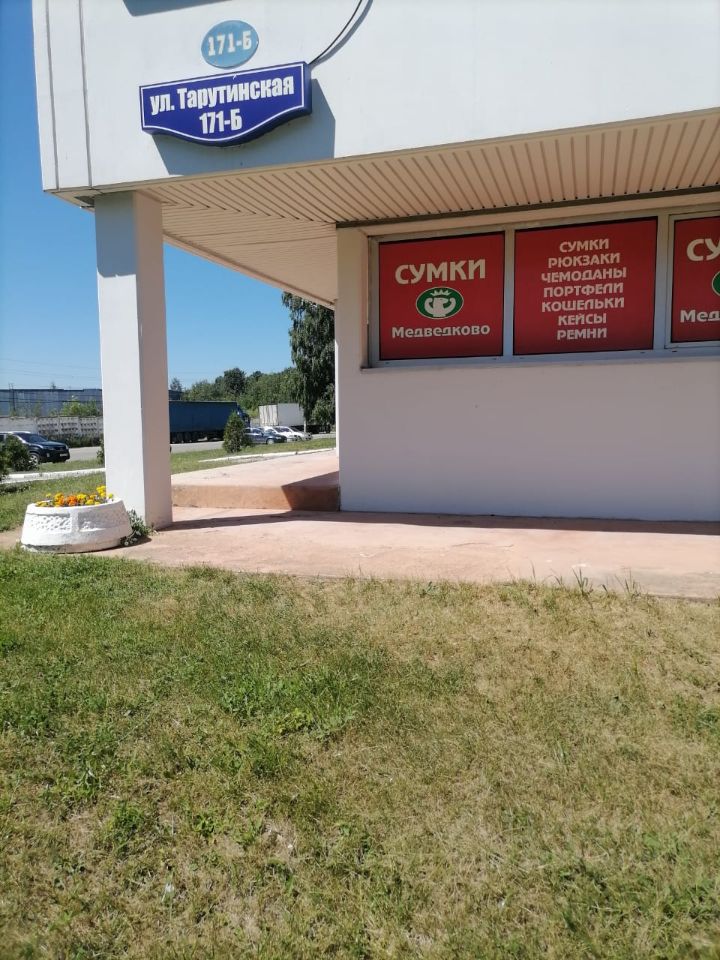 171-Б
ул. Тарутинская
171-Б
СУМКИ
Медведково
СУМКИ
РЮКЗАКИ
ЧЕМОДАНЫ
ПОРТФЕЛИ
КОШЕЛЬКИ
КЕЙСЫ
РЕМНИ